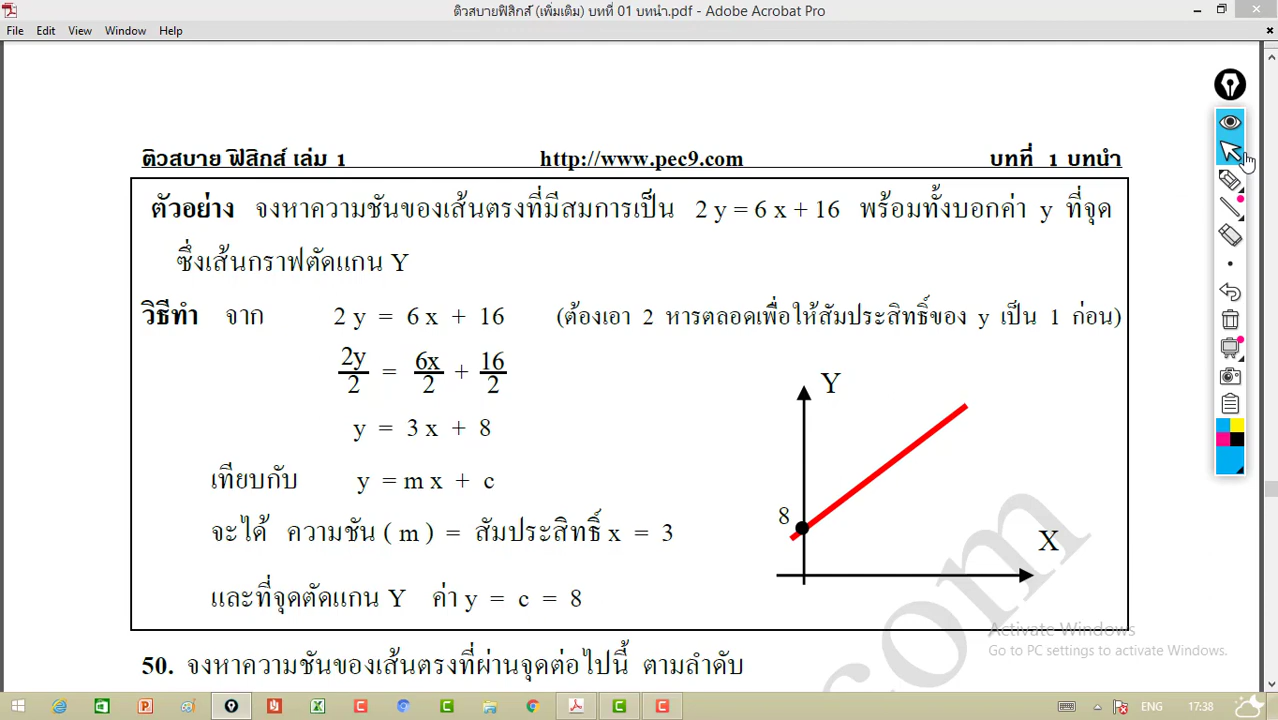 ติวสบายฟิสิกส์ (เพิ่มเติม) บทที่ 01 บทนำ.pdf - Adobe Acrobat Pro
File Edit View Window Help
ติวสบาย ฟิสิกส์ เล่ม 1 http://www.pec9.com บทที่ 1 บทนำ
ตัวอย่าง จงหาความชันของเส้นตรงที่มีสมการเป็น 2 y = 6 x + 16 พร้อมทั้งบอกค่า y ที่จุด
ซึ่งเส้นกราฟตัดแกน Y
วิธีทำ จาก 2 y = 6 x + 16 (ต้องเอา 2 หารตลอดเพื่อให้สัมประสิทธิ์ของ y เป็น 1 ก่อน)
2y/2 = 6x/2 + 16/2
y = 3 x + 8
เทียบกับ y = m x + c
จะได้ ความชัน ( m ) = สัมประสิทธิ์ x = 3
และที่จุดตัดแกน Y ค่า y = c = 8
Y
8
X
com
50. จงหาความชันของเส้นตรงที่ผ่านจุดต่อไปนี้ ตามลำดับ
Activate Windows
Go to PC settings to activate Windows.
ENG 17:38